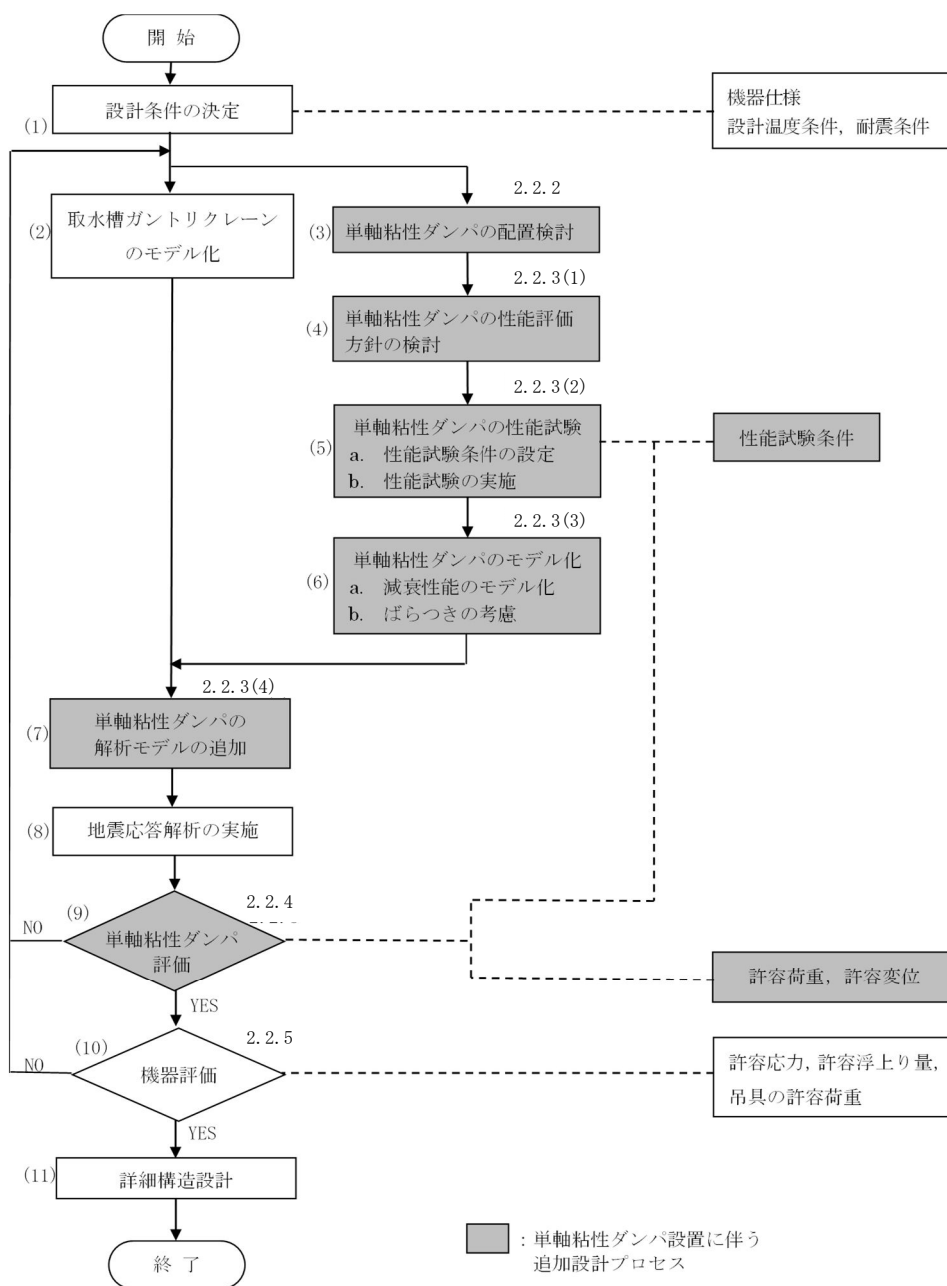 開 始
(1)
設計条件の決定
機器仕様
設計温度条件，耐震条件
2.2.2
(2)
取水槽ガントリクレーン
のモデル化
(3)
単軸粘性ダンパの配置検討
2.2.3(1)
(4)
単軸粘性ダンパの性能評価
方針の検討
2.2.3(2)
(5)
単軸粘性ダンパの性能試験
a. 性能試験条件の設定
b. 性能試験の実施
性能試験条件
2.2.3(3)
(6)
単軸粘性ダンパのモデル化
a. 減衰性能のモデル化
b. ばらつきの考慮
2.2.3(4)
(7)
単軸粘性ダンパの
解析モデルの追加
(8)
地震応答解析の実施
2.2.4
(9)
NO
単軸粘性ダンパ
評価
許容荷重，許容変位
YES
2.2.5
(10)
NO
機器評価
許容応力，許容浮上り量，
吊具の許容荷重
YES
(11)
詳細構造設計
終 了
：単軸粘性ダンパ設置に伴う
追加設計プロセス